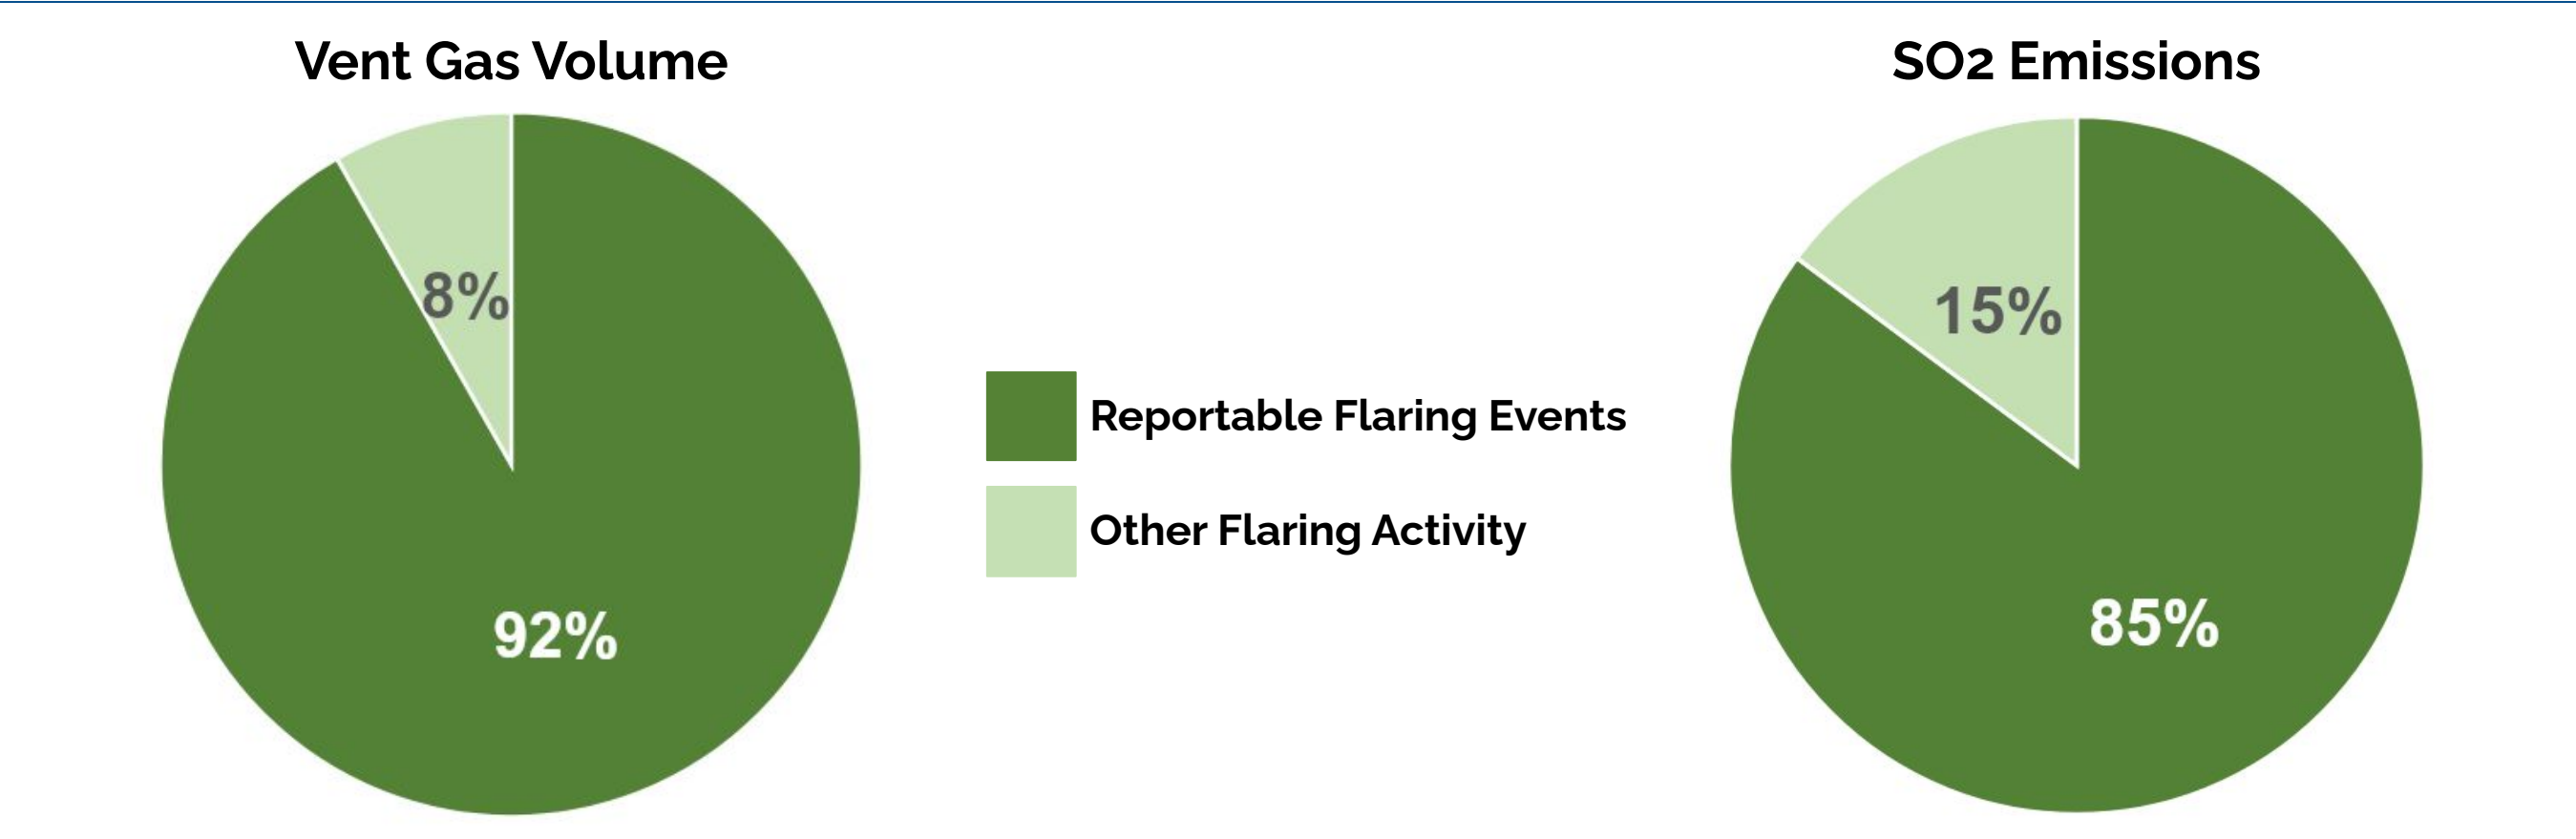 Vent Gas Volume
8%
92%
Reportable Flaring Events
Other Flaring Activity
SO2 Emissions
15%
85%